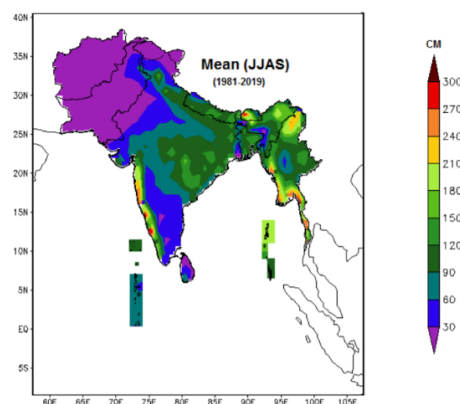 Mean (JJAS)
(1981-2019)
CM
300
270
240
210
180
150
120
90
60
30
40N
35N
30N
25N
20N
15N
10N
5N
EQ
5S
60E
65E
70E
75E
80E
85E
90E
95E
100E
105E